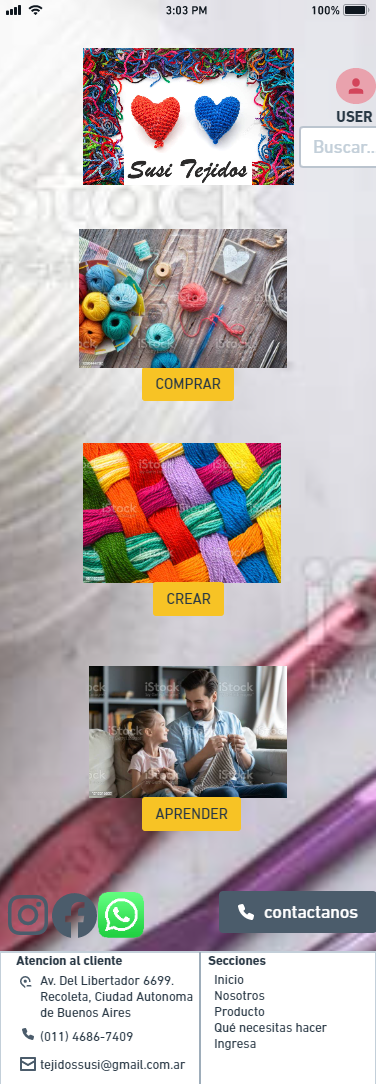 3:03 PM
100%
Susi Tejidos
USER
Buscar..
iStock
COMPRAR
iStock
CREAR
iStock
iStock
APRENDER
contactanos
Atencion al cliente
Av. Del Libertador 6699.
Recoleta, Ciudad Autonoma
de Buenos Aires
(011) 4686-7409
tejidossusi@gmail.com.ar
Secciones
Inicio
Nosotros
Producto
Qué necesitas hacer
Ingresa